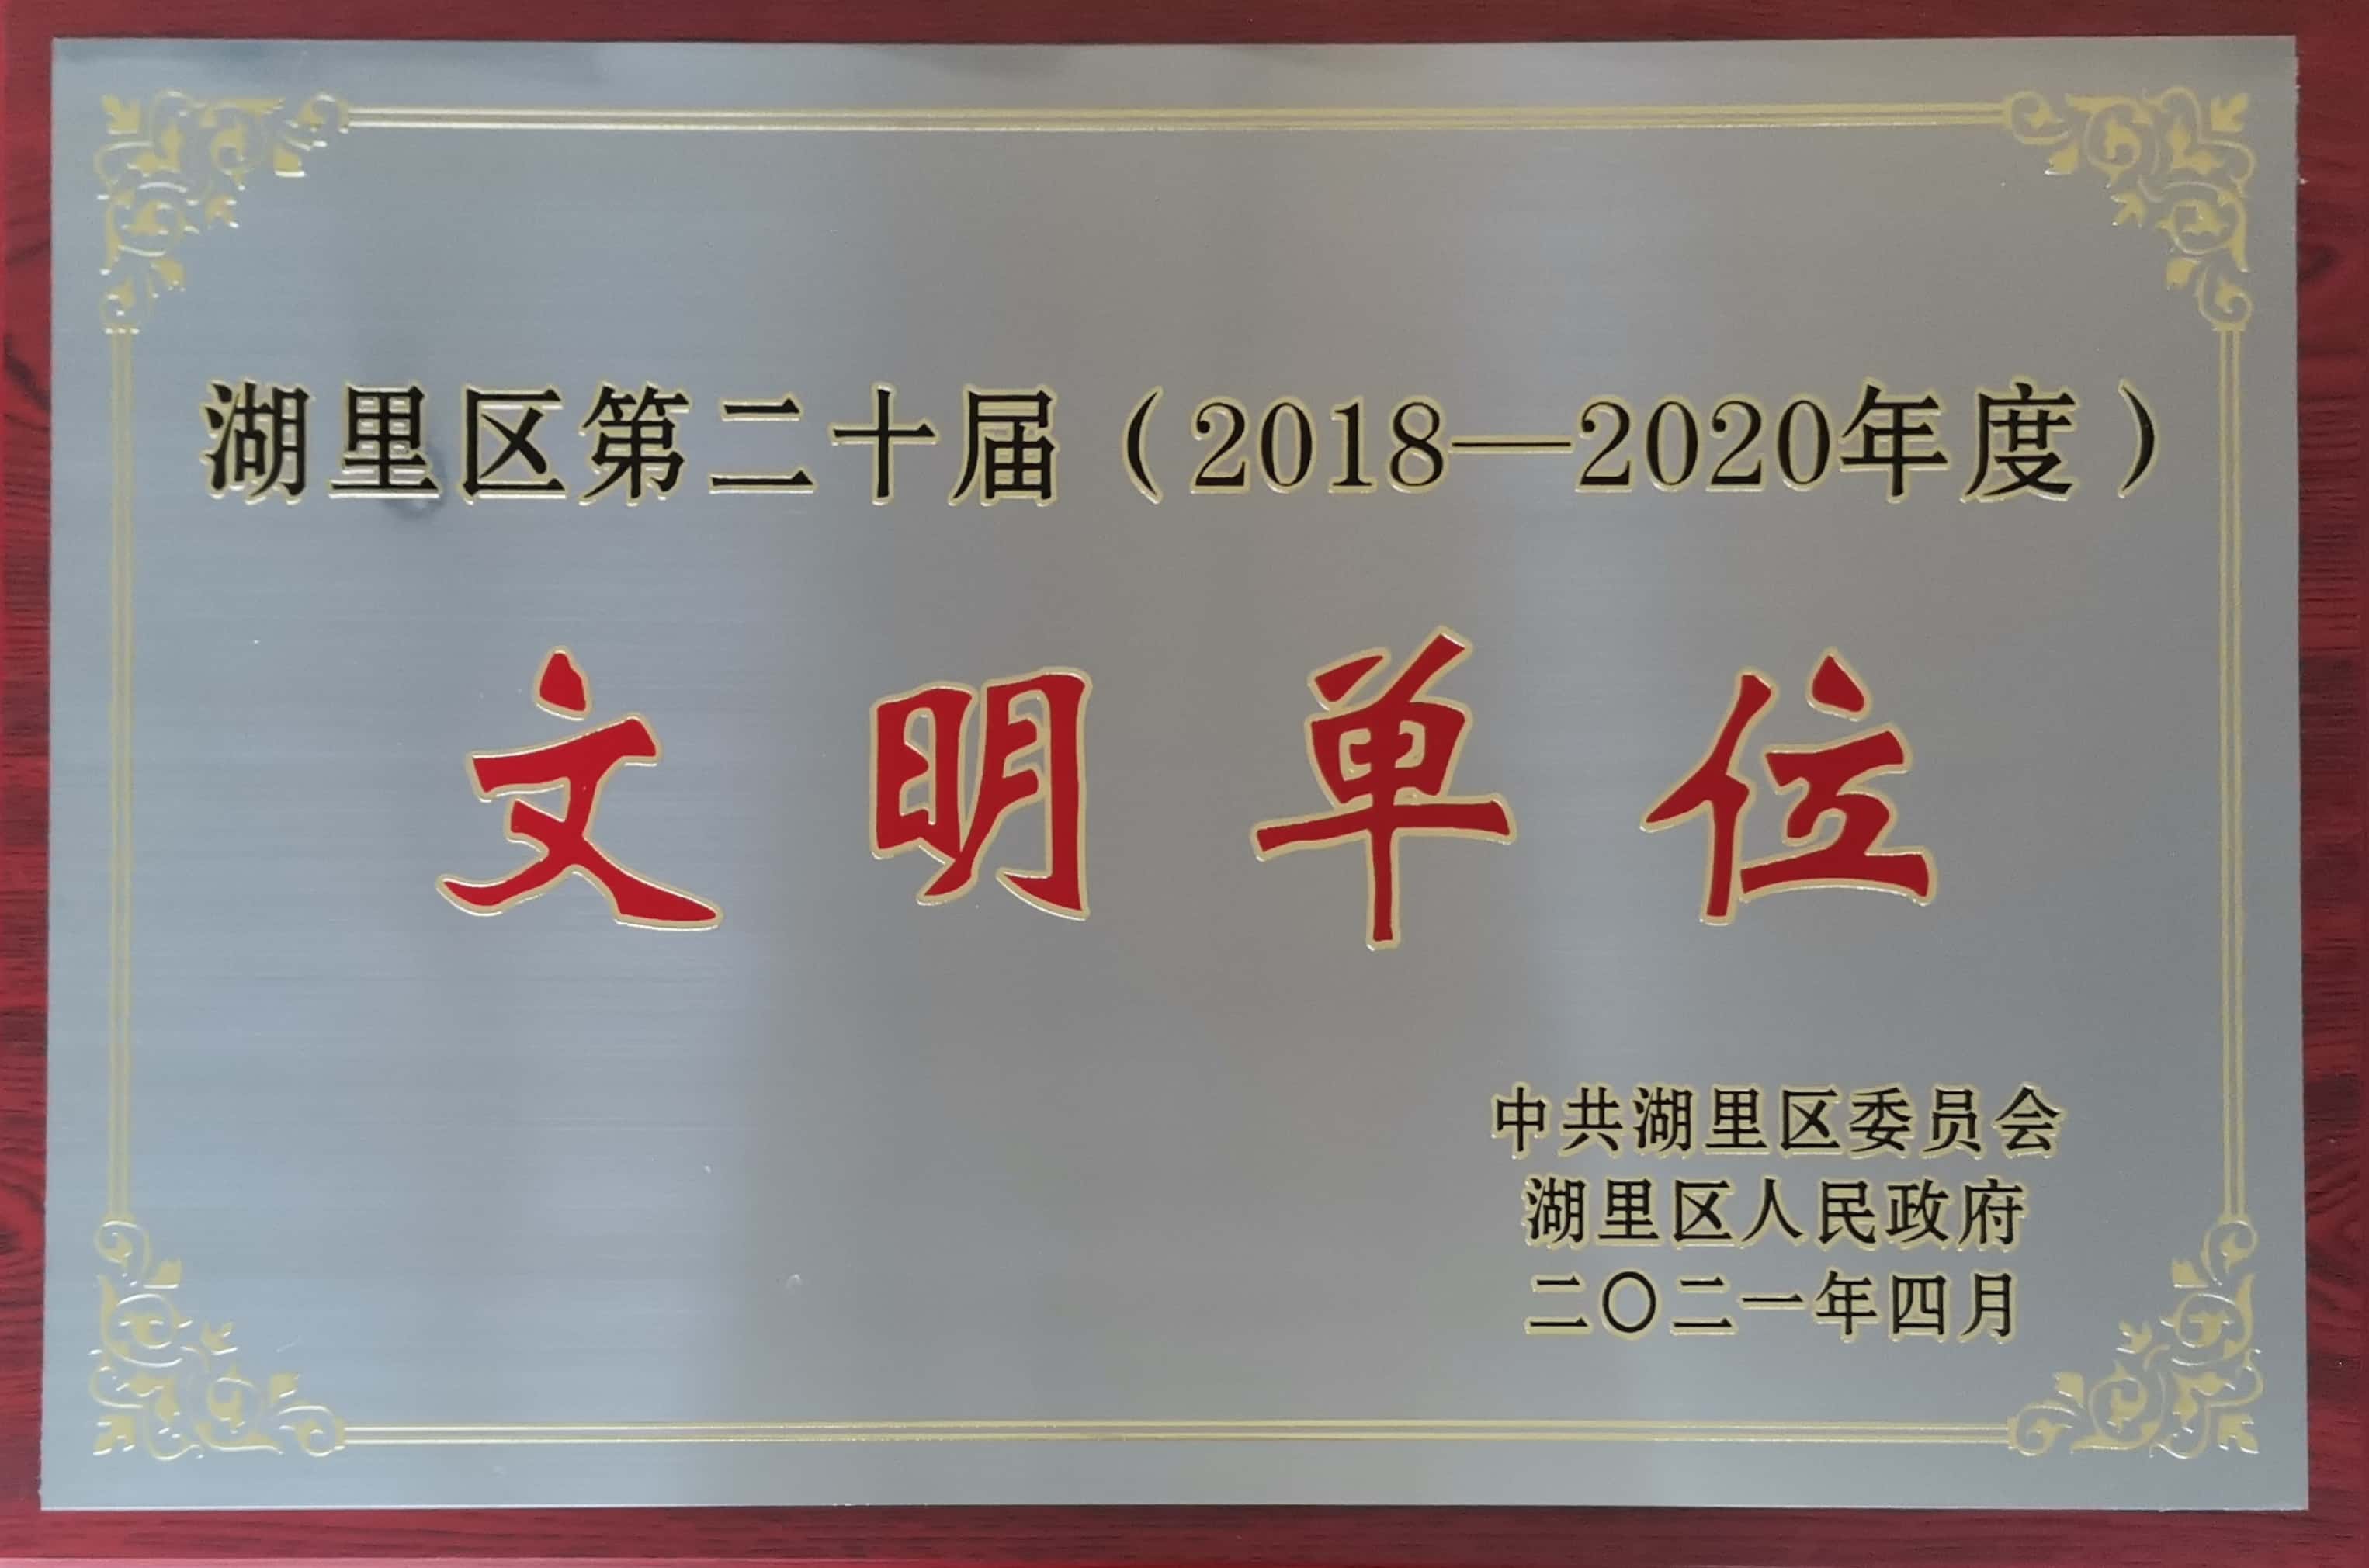 湖里区第二十届（2018—2020年度）
文明单位
中共湖里区委员会
湖里区人民政府
二〇二一年四月